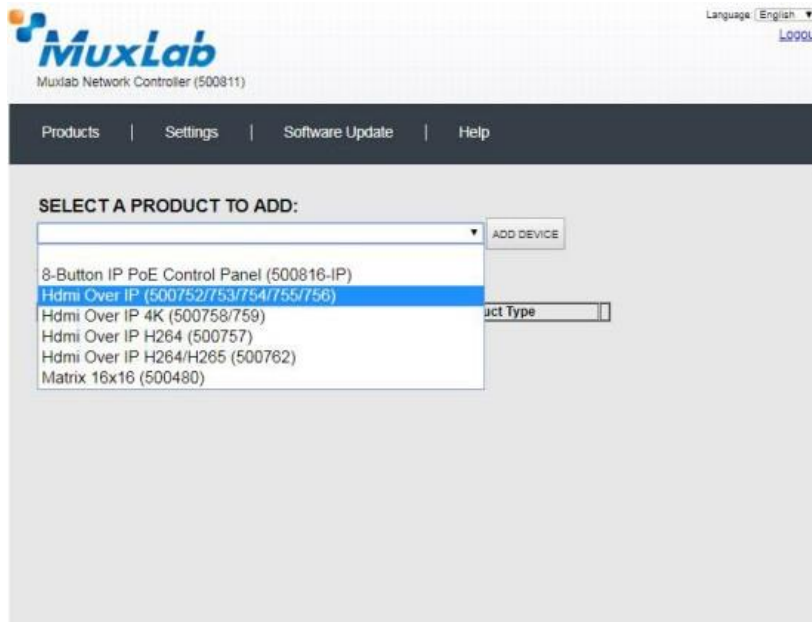 Language: English
Logou
MuxLab
Muxlab Network Controller (500811)
Products | Settings | Software Update | Help
SELECT A PRODUCT TO ADD:
ADD DEVICE
8-Button IP PoE Control Panel (500816-IP)
Hdmi Over IP (500752/753/754/755/756)
Hdmi Over IP 4K (500758/759)
uct Type
Hdmi Over IP H264 (500757)
Hdmi Over IP H264/H265 (500762)
Matrix 16x16 (500480)